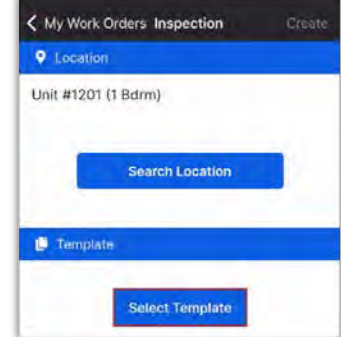 My Work Orders Inspection Create
Location
Unit #1201 (1 Bdrm)
Search Location
Template
Select Template